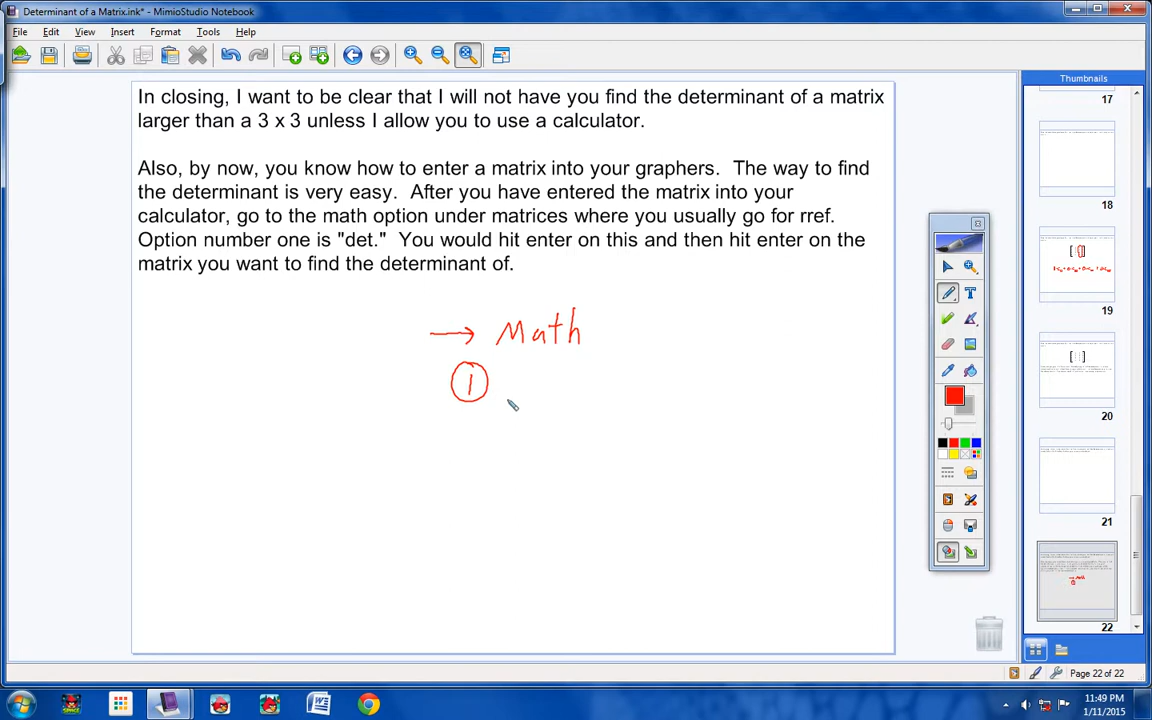 Determinant of a Matrix.ink* - MimioStudio Notebook
File Edit View Insert Format Tools Help
In closing, I want to be clear that I will not have you find the determinant of a matrix
larger than a 3 x 3 unless I allow you to use a calculator.
Also, by now, you know how to enter a matrix into your graphers. The way to find
the determinant is very easy. After you have entered the matrix into your
calculator, go to the math option under matrices where you usually go for rref.
Option number one is "det." You would hit enter on this and then hit enter on the
matrix you want to find the determinant of.
→ Math
1
Thumbnails
17
18
19
20
21
22
Page 22 of 22
11:49 PM
1/11/2015